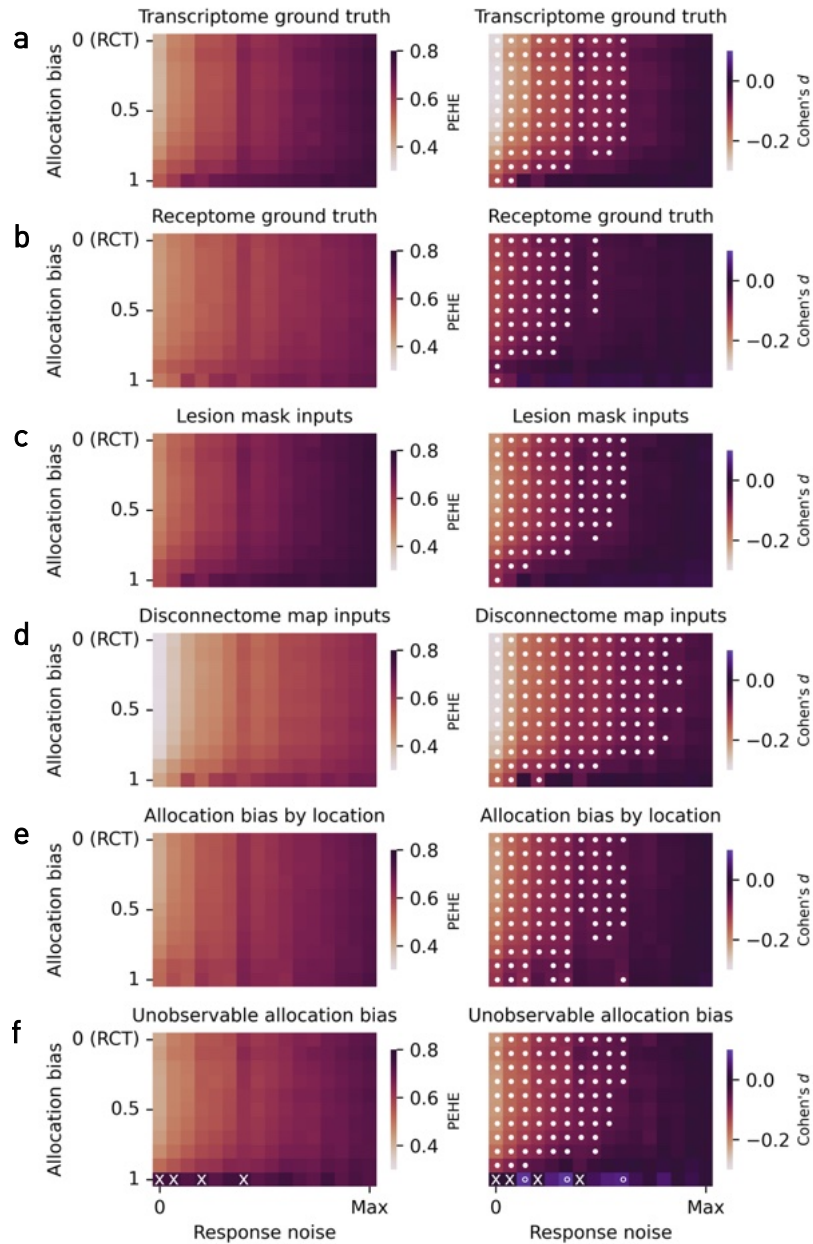 a
Transcriptome ground truth
Transcriptome ground truth
Allocation bias
0 (RCT)
0.5
1
0.8
0.6
0.4
PEHE
0.0
−0.2
Cohen's d
b
Receptome ground truth
Receptome ground truth
Allocation bias
0 (RCT)
0.5
1
0.8
0.6
0.4
PEHE
0.0
−0.2
Cohen's d
c
Lesion mask inputs
Lesion mask inputs
Allocation bias
0 (RCT)
0.5
1
0.8
0.6
0.4
PEHE
0.0
−0.2
Cohen's d
d
Disconnectome map inputs
Disconnectome map inputs
Allocation bias
0 (RCT)
0.5
1
0.8
0.6
0.4
PEHE
0.0
−0.2
Cohen's d
e
Allocation bias by location
Allocation bias by location
Allocation bias
0 (RCT)
0.5
1
0.8
0.6
0.4
PEHE
0.0
−0.2
Cohen's d
f
Unobservable allocation bias
Unobservable allocation bias
Allocation bias
0 (RCT)
0.5
1
X X X X
0.8
0.6
0.4
PEHE
X X X X
0.0
−0.2
Cohen's d
0 Max
0 Max
Response noise
Response noise